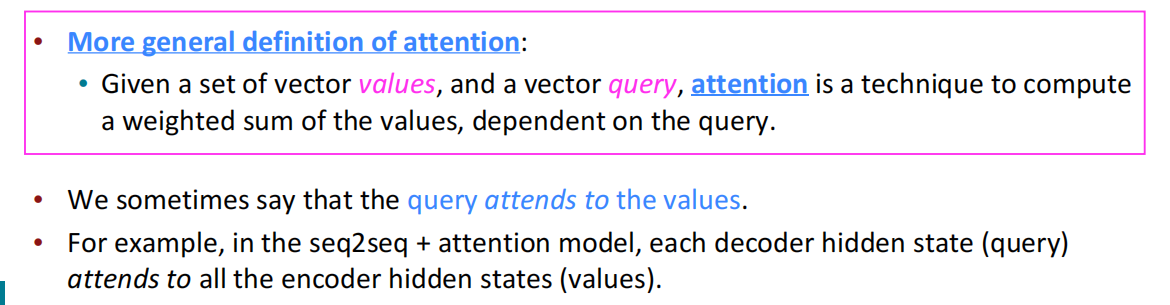 • More general definition of attention:
• Given a set of vector values, and a vector query, attention is a technique to compute
a weighted sum of the values, dependent on the query.
• We sometimes say that the query attends to the values.
• For example, in the seq2seq + attention model, each decoder hidden state (query)
attends to all the encoder hidden states (values).